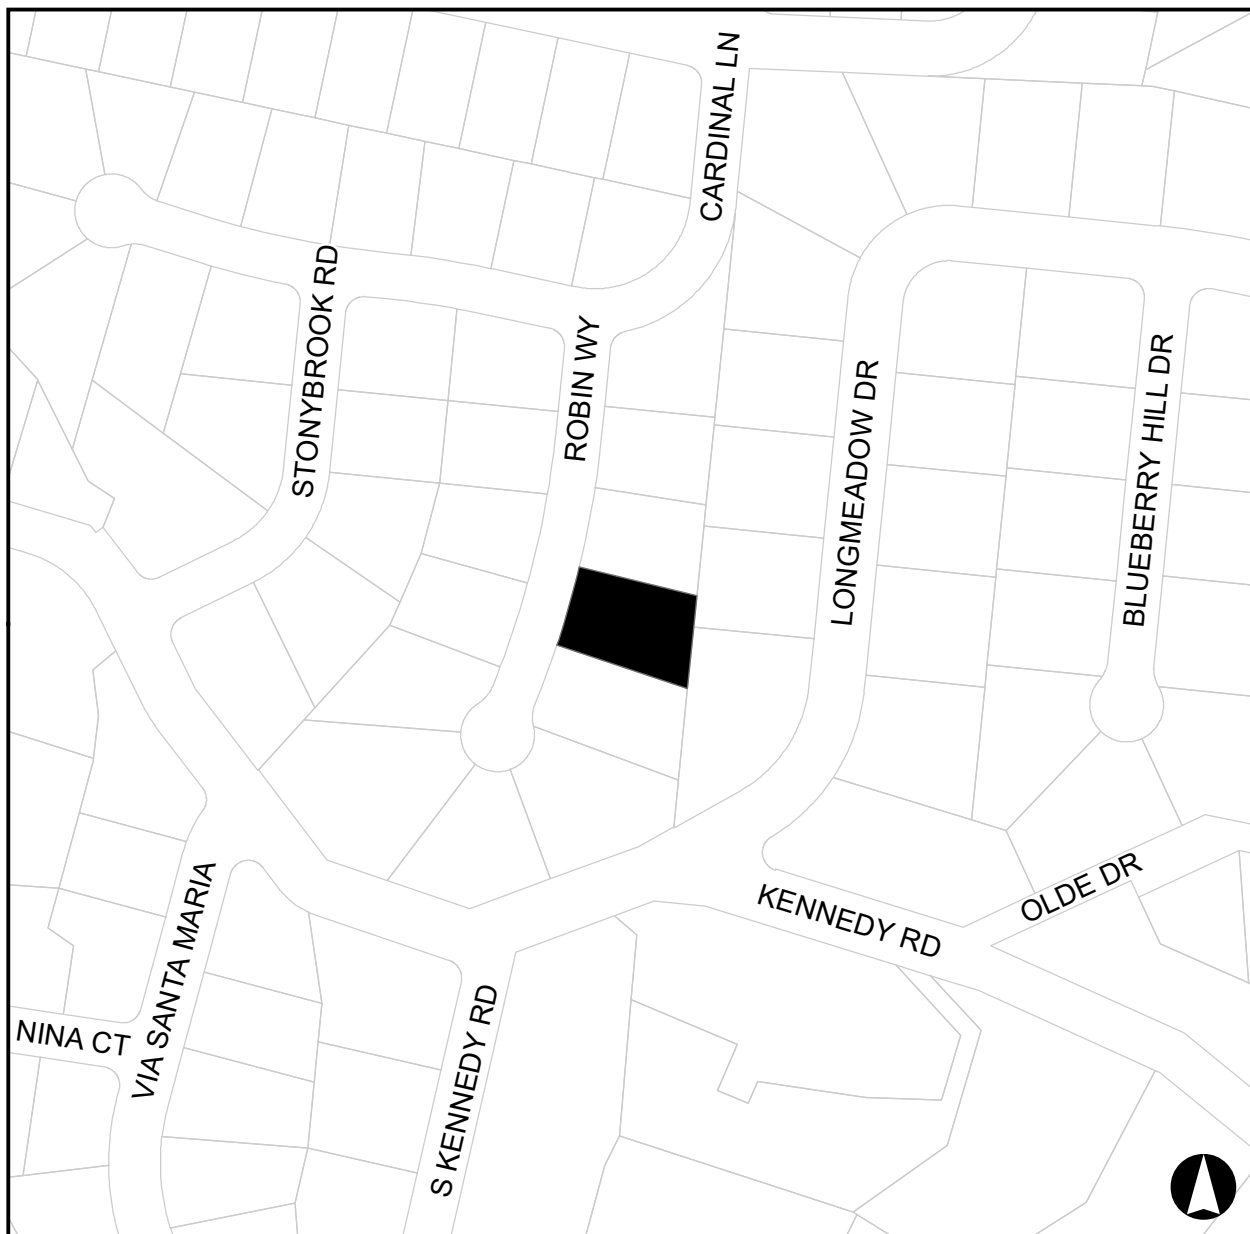 CARDINAL LN
STONYBROOK RD
ROBIN WY
LONGMEADOW DR
BLUEBERRY HILL DR
OLDE DR
KENNEDY RD
VIA SANTA MARIA
NINA CT
S KENNEDY RD